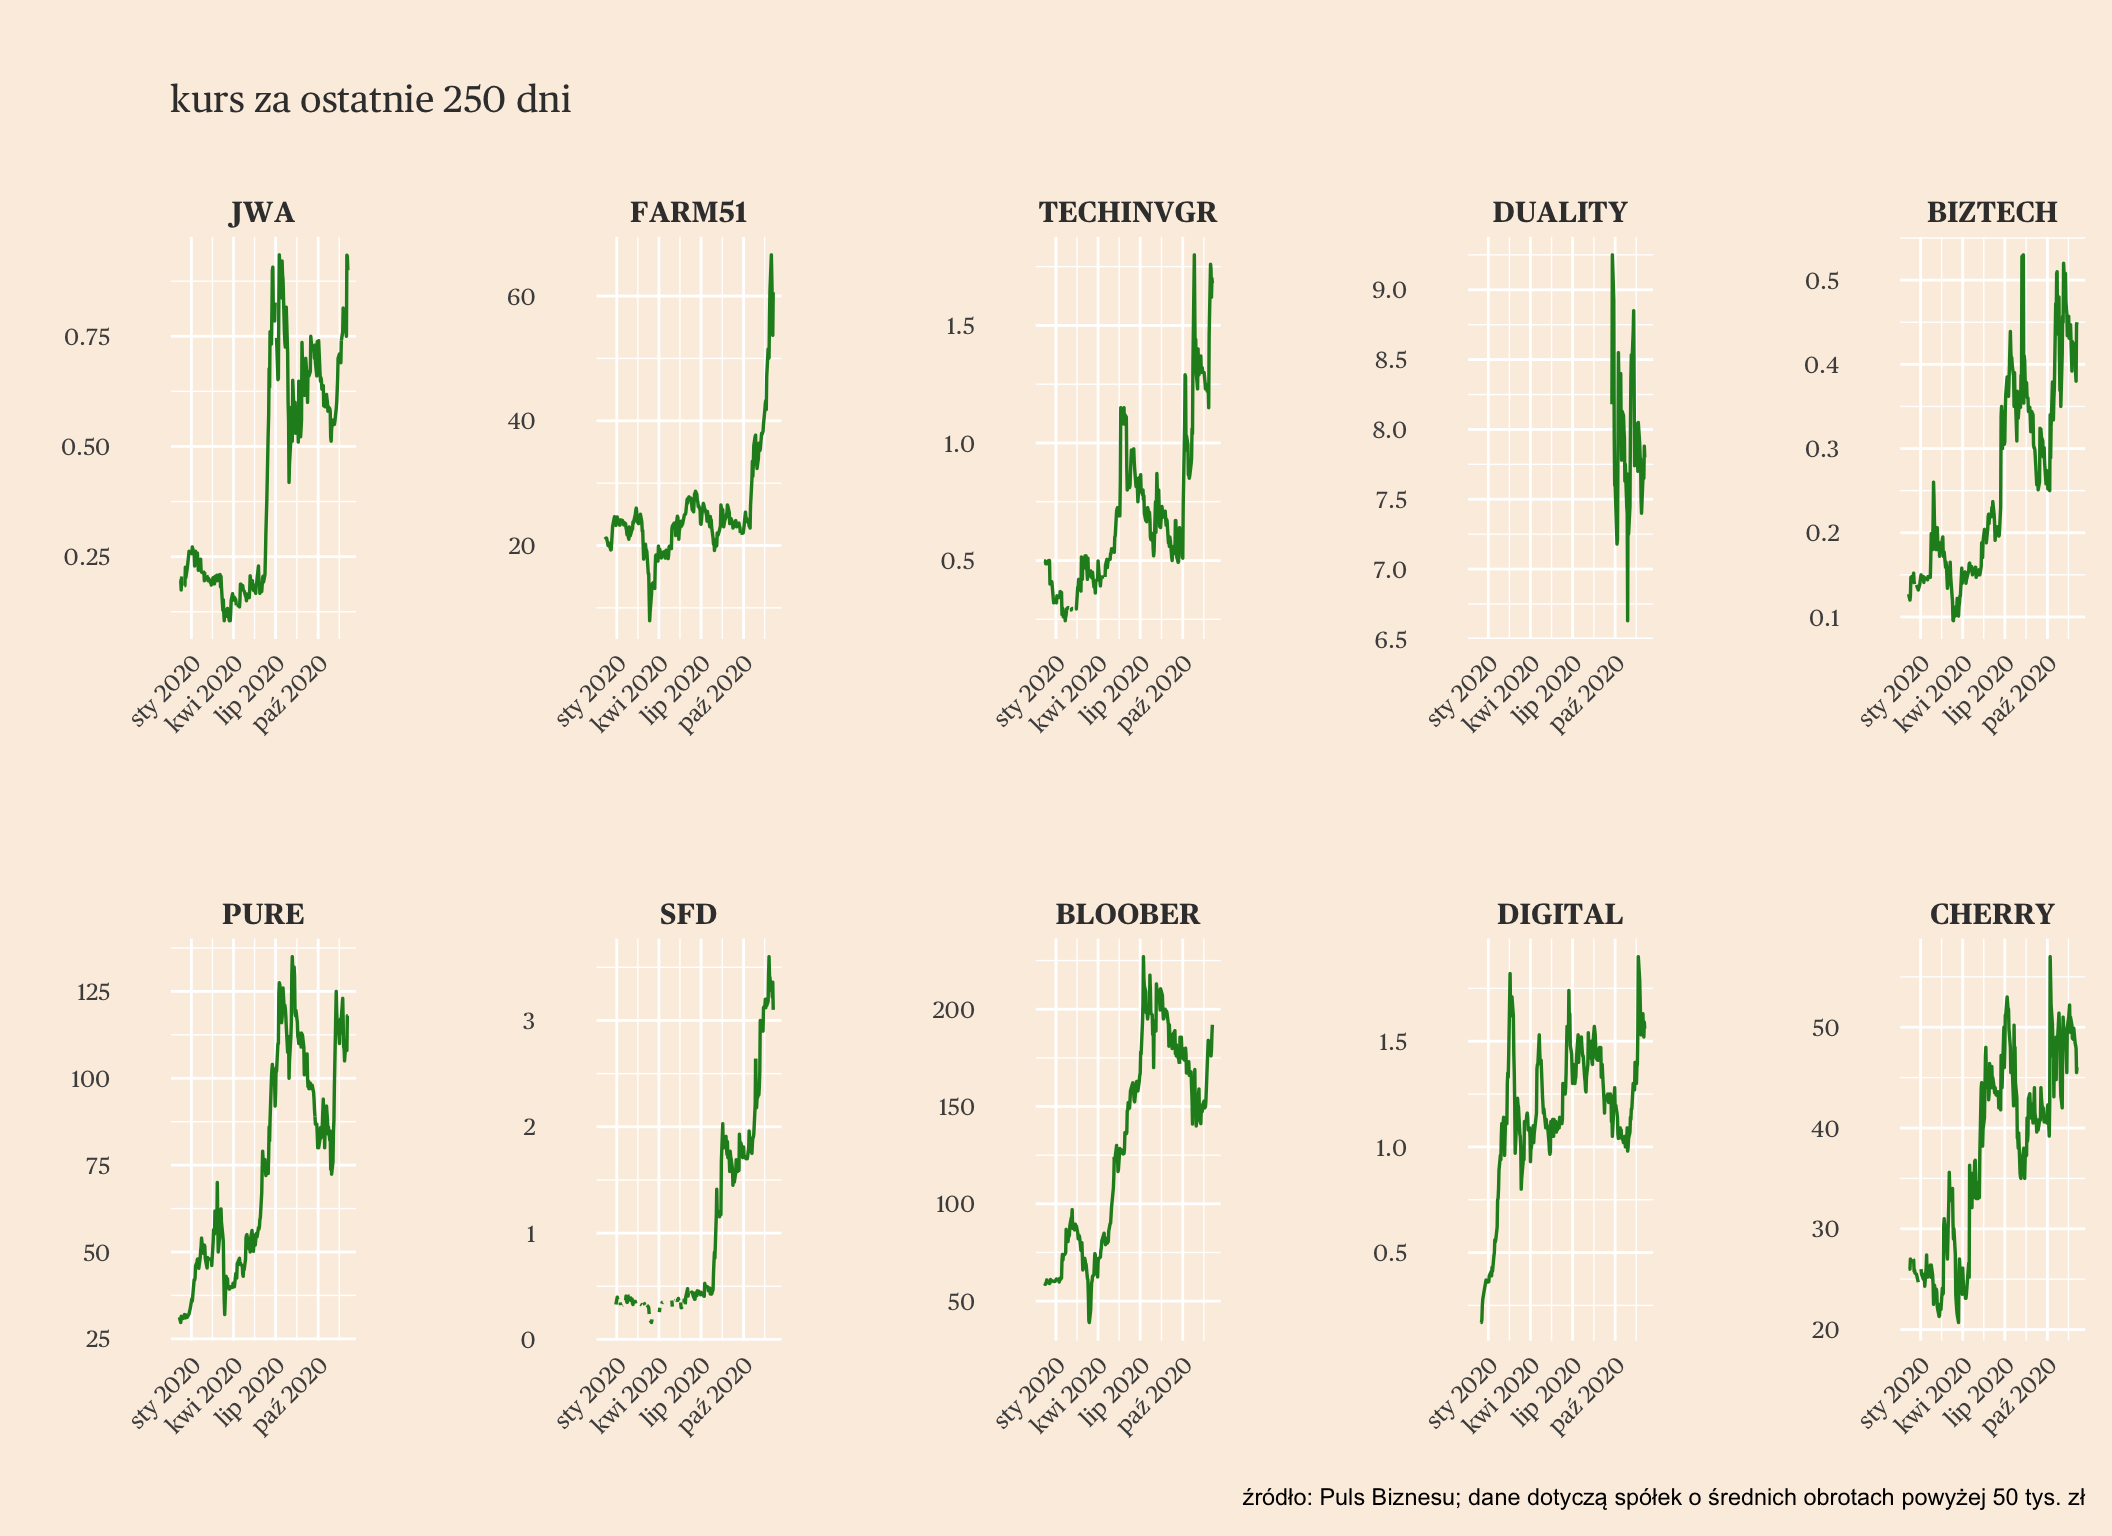 kurs za ostatnie 250 dni
JWA
FARM51
TECHINVGR
DUALITY
BIZTECH
0.75
0.50
0.25
60
40
20
1.5
1.0
0.5
9.0
8.5
8.0
7.5
7.0
6.5
0.5
0.4
0.3
0.2
0.1
sty 2020
kwi 2020
lip 2020
paź 2020
sty 2020
kwi 2020
lip 2020
paź 2020
sty 2020
kwi 2020
lip 2020
paź 2020
sty 2020
kwi 2020
lip 2020
paź 2020
sty 2020
kwi 2020
lip 2020
paź 2020
PURE
SFD
BLOOBER
DIGITAL
CHERRY
125
100
75
50
25
3
2
1
0
200
150
100
50
1.5
1.0
0.5
50
40
30
20
sty 2020
kwi 2020
lip 2020
paź 2020
sty 2020
kwi 2020
lip 2020
paź 2020
sty 2020
kwi 2020
lip 2020
paź 2020
sty 2020
kwi 2020
lip 2020
paź 2020
sty 2020
kwi 2020
lip 2020
paź 2020
źródło: Puls Biznesu; dane dotyczą spółek o średnich obrotach powyżej 50 tys. zł